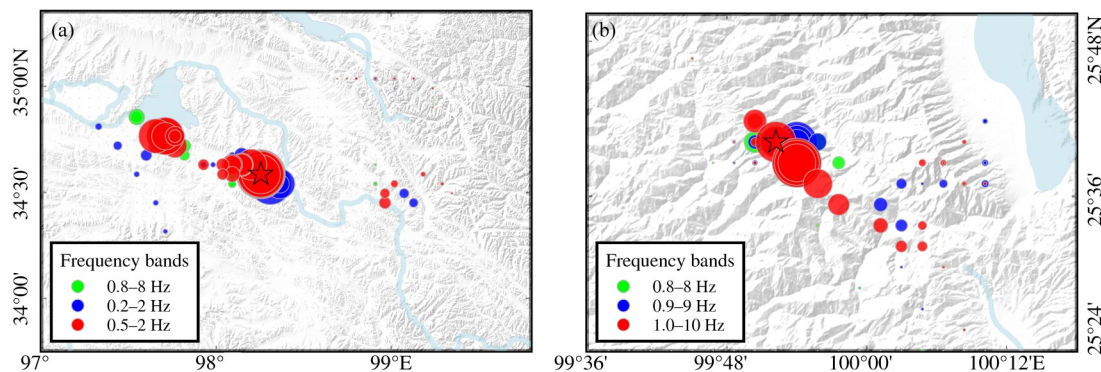 (a)
35°00'N
34°30'
34°00'
Frequency bands
0.8–8 Hz
0.2–2 Hz
0.5–2 Hz
97°
98°
99°E
(b)
25°48'N
25°36'
25°24'
Frequency bands
0.8–8 Hz
0.9–9 Hz
1.0–10 Hz
99°36'
99°48'
100°00'
100°12'E